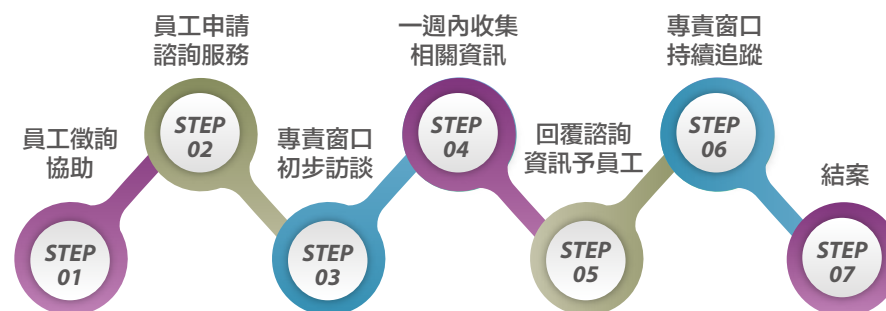 員工徵詢
協助
STEP
01
員工申請
諮詢服務
STEP
02
專責窗口
初步訪談
STEP
03
一週內收集
相關資訊
STEP
04
回覆諮詢
資訊予員工
STEP
05
專責窗口
持續追蹤
STEP
06
結案
STEP
07